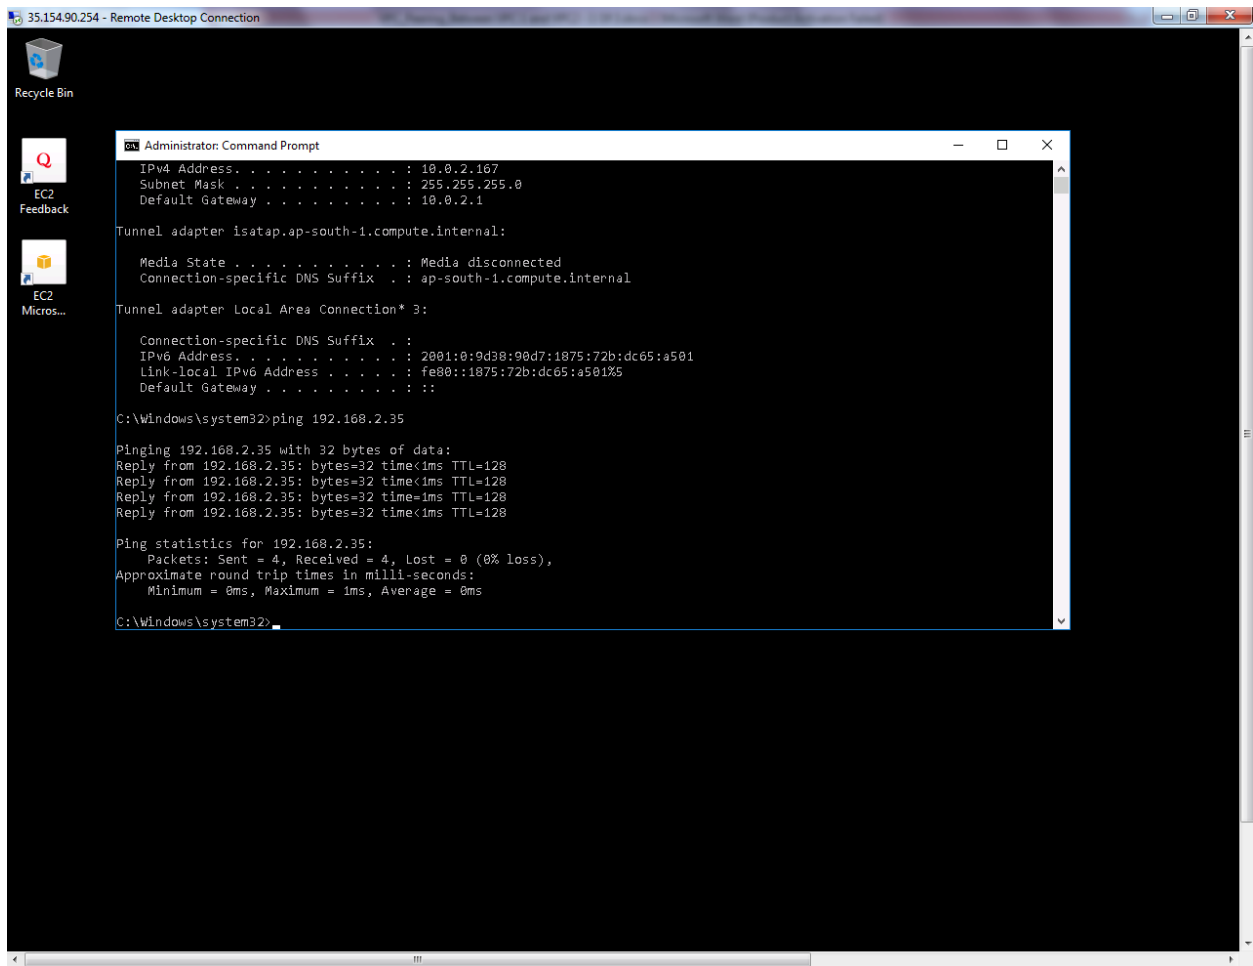 35.154.90.254 - Remote Desktop Connection
Recycle Bin
EC2
Feedback
EC2
Micros...
Administrator: Command Prompt
IPv4 Address. . . . . . . . . . . : 10.0.2.167
Subnet Mask . . . . . . . . . . . : 255.255.255.0
Default Gateway . . . . . . . . . : 10.0.2.1
Tunnel adapter isatap.ap-south-1.compute.internal:
Media State . . . . . . . . . . . : Media disconnected
Connection-specific DNS Suffix  . : ap-south-1.compute.internal
Tunnel adapter Local Area Connection* 3:
Connection-specific DNS Suffix  . :
IPv6 Address. . . . . . . . . . . : 2001:0:9d38:90d7:1875:72b:dc65:a501
Link-local IPv6 Address . . . . . : fe80::1875:72b:dc65:a501%5
Default Gateway . . . . . . . . . : ::
C:\Windows\system32>ping 192.168.2.35
Pinging 192.168.2.35 with 32 bytes of data:
Reply from 192.168.2.35: bytes=32 time<1ms TTL=128
Reply from 192.168.2.35: bytes=32 time<1ms TTL=128
Reply from 192.168.2.35: bytes=32 time=1ms TTL=128
Reply from 192.168.2.35: bytes=32 time<1ms TTL=128
Ping statistics for 192.168.2.35:
Packets: Sent = 4, Received = 4, Lost = 0 (0% loss),
Approximate round trip times in milli-seconds:
Minimum = 0ms, Maximum = 1ms, Average = 0ms
C:\Windows\system32>